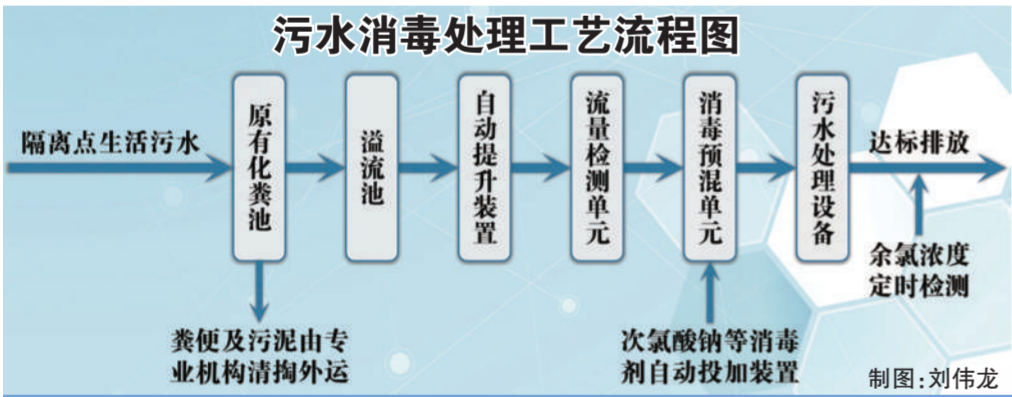 污水消毒处理工艺流程图
隔离点生活污水
原有化粪池
溢流池
自动提升装置
流量检测单元
消毒预混单元
污水处理设备
达标排放
余氯浓度
定时检测
粪便及污泥由专
业机构清掏外运
次氯酸钠等消毒
剂自动投加装置
制图:刘伟龙